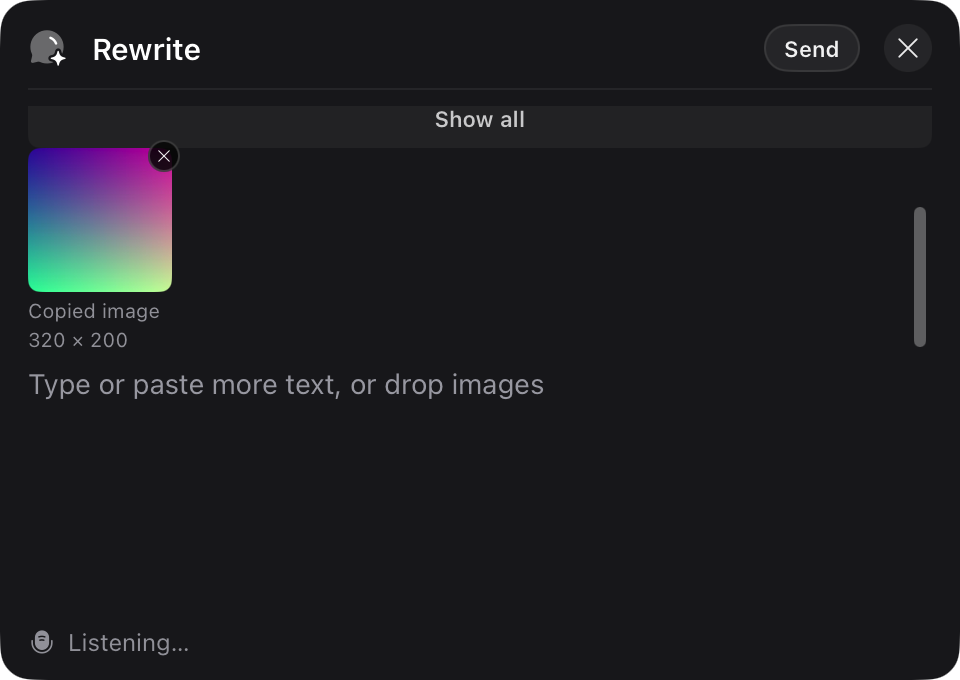 Rewrite
Send
Show all
Copied image
320 × 200
Type or paste more text, or drop images
Listening...